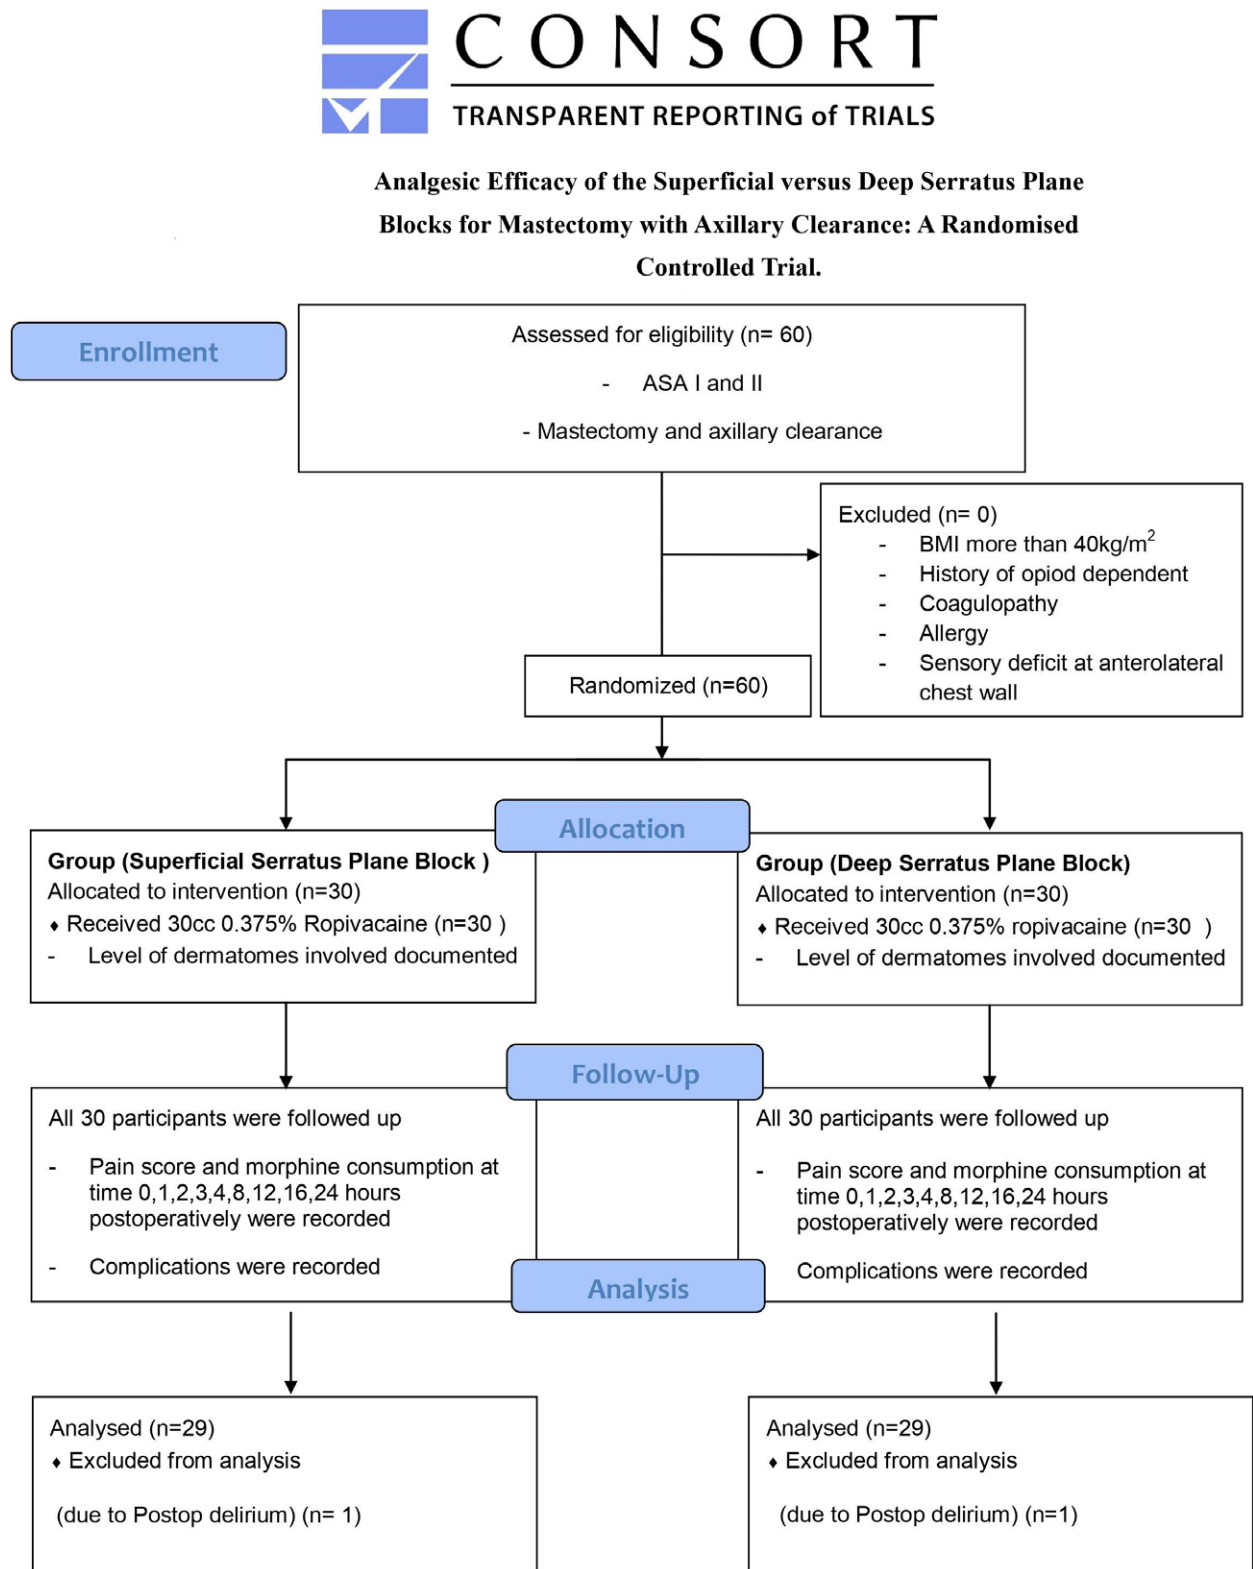 CONSORT
TRANSPARENT REPORTING of TRIALS
Analgesic Efficacy of the Superficial versus Deep Serratus Plane
Blocks for Mastectomy with Axillary Clearance: A Randomised
Controlled Trial.
Enrollment
Assessed for eligibility (n= 60)
- ASA I and II
- Mastectomy and axillary clearance
Excluded (n= 0)
- BMI more than 40kg/m²
- History of opiod dependent
- Coagulopathy
- Allergy
- Sensory deficit at anterolateral
chest wall
Randomized (n=60)
Allocation
Group (Superficial Serratus Plane Block )
Allocated to intervention (n=30)
♦ Received 30cc 0.375% Ropivacaine (n=30 )
- Level of dermatomes involved documented
Group (Deep Serratus Plane Block)
Allocated to intervention (n=30)
♦ Received 30cc 0.375% ropivacaine (n=30 )
- Level of dermatomes involved documented
Follow-Up
All 30 participants were followed up
- Pain score and morphine consumption at
time 0,1,2,3,4,8,12,16,24 hours
postoperatively were recorded
- Complications were recorded
All 30 participants were followed up
- Pain score and morphine consumption at
time 0,1,2,3,4,8,12,16,24 hours
postoperatively were recorded
Complications were recorded
Analysis
Analysed (n=29)
♦ Excluded from analysis
(due to Postop delirium) (n= 1)
Analysed (n=29)
♦ Excluded from analysis
(due to Postop delirium) (n=1)